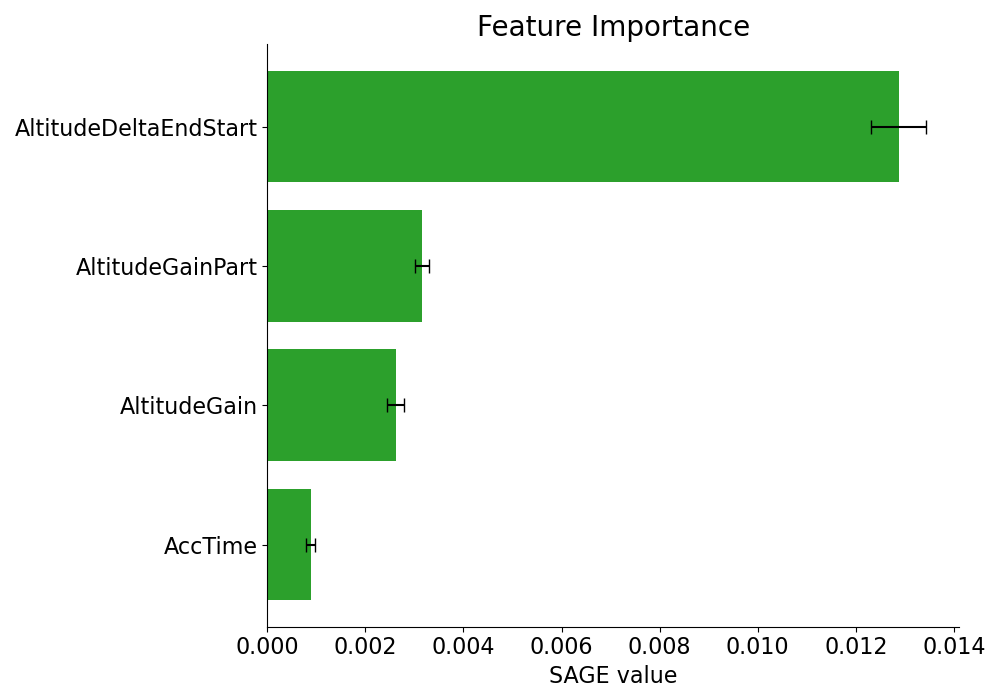 Feature Importance
AltitudeDeltaEndStart
AltitudeGainPart
AltitudeGain
AccTime
0.000 0.002 0.004 0.006 0.008 0.010 0.012 0.014
SAGE value